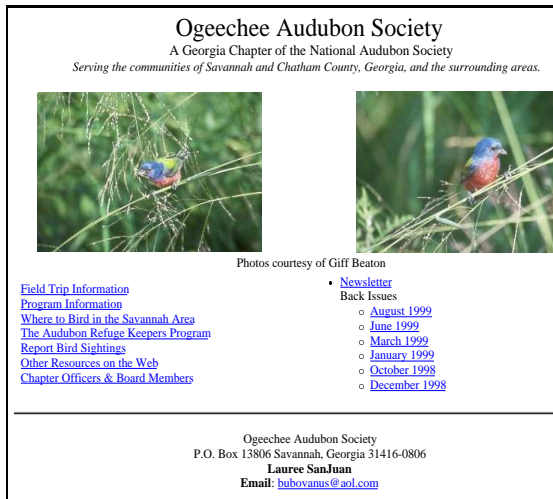 Ogeechee Audubon Society
A Georgia Chapter of the National Audubon Society
Serving the communities of Savannah and Chatham County, Georgia, and the surrounding areas.
Photos courtesy of Giff Beaton
Field Trip Information
Program Information
Where to Bird in the Savannah Area
The Audubon Refuge Keepers Program
Report Bird Sightings
Other Resources on the Web
Chapter Officers & Board Members
Newsletter
Back Issues
August 1999
June 1999
March 1999
January 1999
October 1998
December 1998
Ogeechee Audubon Society
P.O. Box 13806 Savannah, Georgia 31416-0806
Lauree SanJuan
Email: bubovanus@aol.com